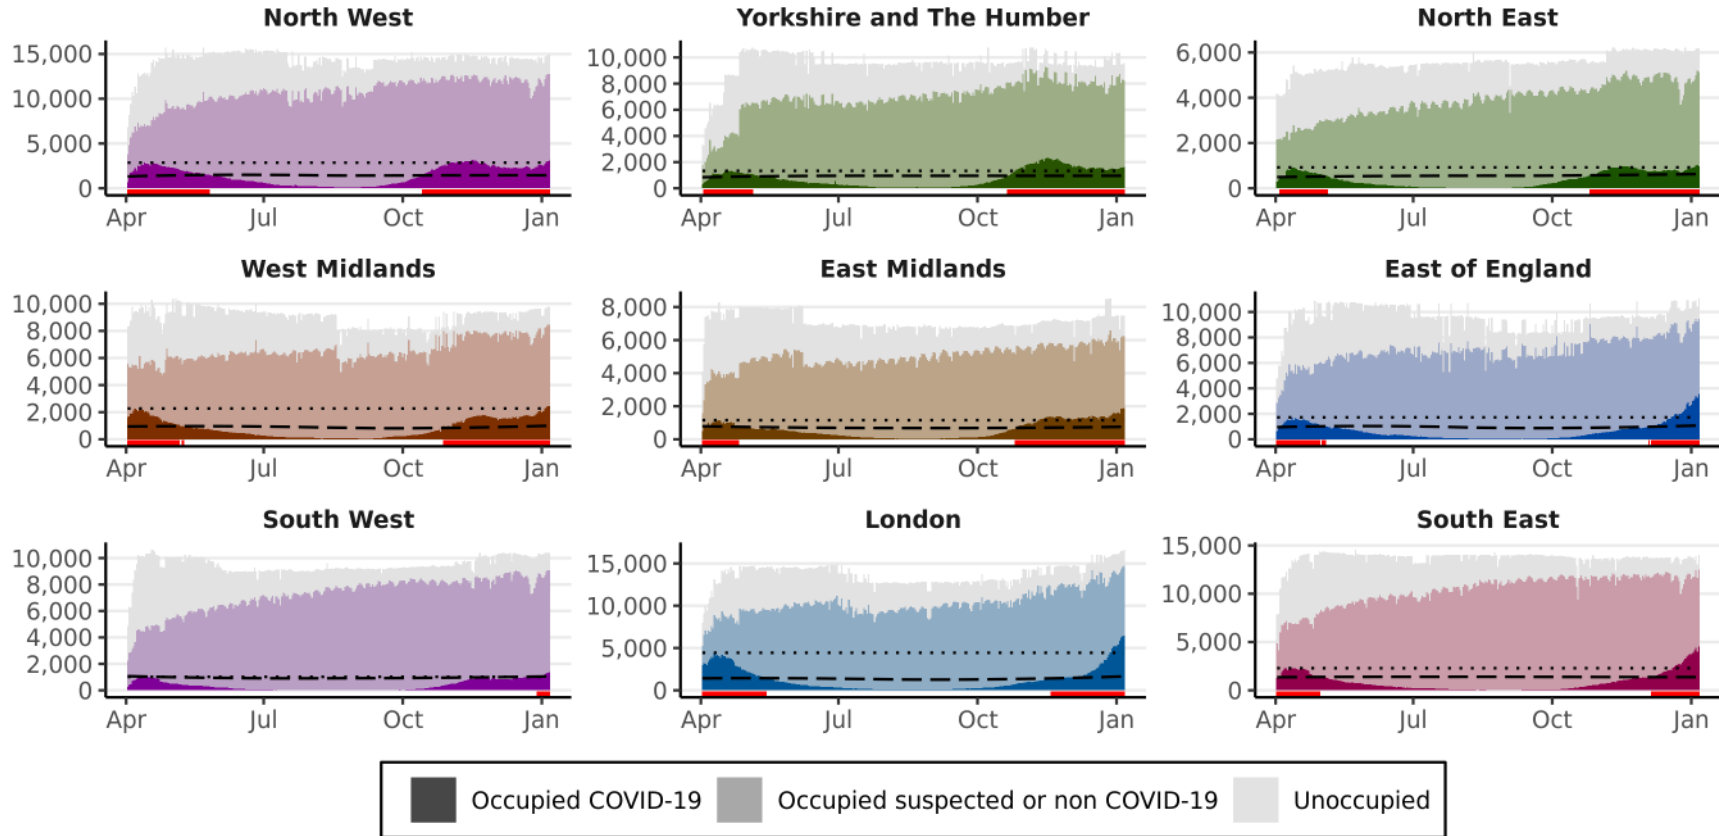 North West
Yorkshire and The Humber
North East
15,000
10,000
5,000
0
Apr Jul Oct Jan
10,000
8,000
6,000
4,000
2,000
0
Apr Jul Oct Jan
6,000
4,000
2,000
0
Apr Jul Oct Jan
West Midlands
East Midlands
East of England
10,000
8,000
6,000
4,000
2,000
0
Apr Jul Oct Jan
8,000
6,000
4,000
2,000
0
Apr Jul Oct Jan
10,000
8,000
6,000
4,000
2,000
0
Apr Jul Oct Jan
South West
London
South East
10,000
8,000
6,000
4,000
2,000
0
Apr Jul Oct Jan
15,000
10,000
5,000
0
Apr Jul Oct Jan
15,000
10,000
5,000
0
Apr Jul Oct Jan
Occupied COVID-19 Occupied suspected or non COVID-19 Unoccupied